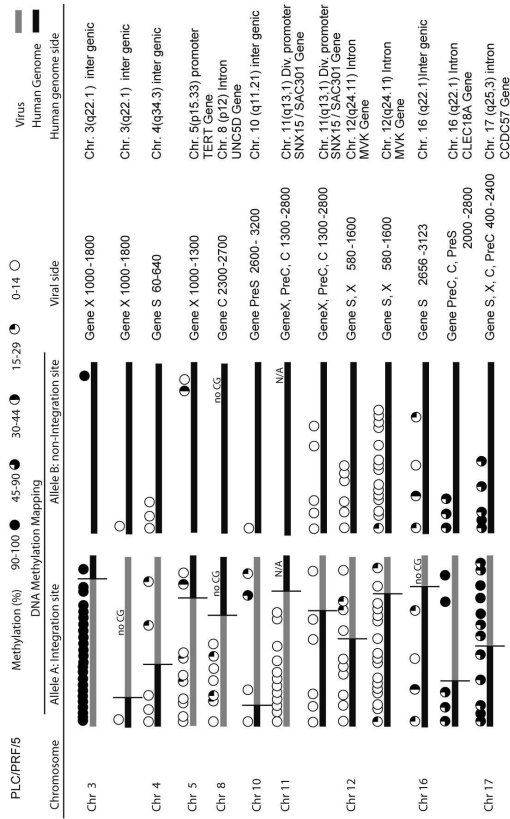 PLC/PRF/5 Methylation (%) 90-100 45-90 30-44 15-29 0-14 Virus
Human Genome
DNA Methylation Mapping
Chromosome Allele A: Integration site Allele B: non-Integration site Viral side Human genome side
Chr 3 Gene X 1000-1800 Chr. 3(q22.1) inter genic
no CG Gene X 1000-1800 Chr. 3(q22.1) inter genic
Chr 4 Gene S 60-640 Chr. 4(q34.3) inter genic
Chr 5 Gene X 1000-1300 Chr. 5(p15.33) promoter
TERT Gene
Chr 8 no CG no CG Gene C 2300-2700 Chr. 8 (p12) Intron
UNC5D Gene
Chr 10 Gene PreS 2600-3200 Chr. 10 (q11.21) inter genic
Chr 11 N/A N/A GeneX, PreC, C 1300-2800 Chr. 11(q13,1) Div. promoter
SNX15 / SAC301 Gene
GeneX, PreC, C 1300-2800 Chr. 11(q13,1) Div. promoter
SNX15 / SAC301 Gene
Chr 12 Gene S, X 580-1600 Chr. 12(q24.11) Intron
MVK Gene
Gene S, X 580-1600 Chr. 12(q24.11) Intron
MVK Gene
Chr 16 no CG Gene S 2656-3123 Chr. 16 (q22.1)Inter genic
Gene PreC, C, PreS Chr. 16 (q22.1) Intron
2000-2800 CLEC18A Gene
Chr 17 Gene S, X, C, PreC 400-2400 Chr. 17 (q25,3) intron
CCDC57 Gene